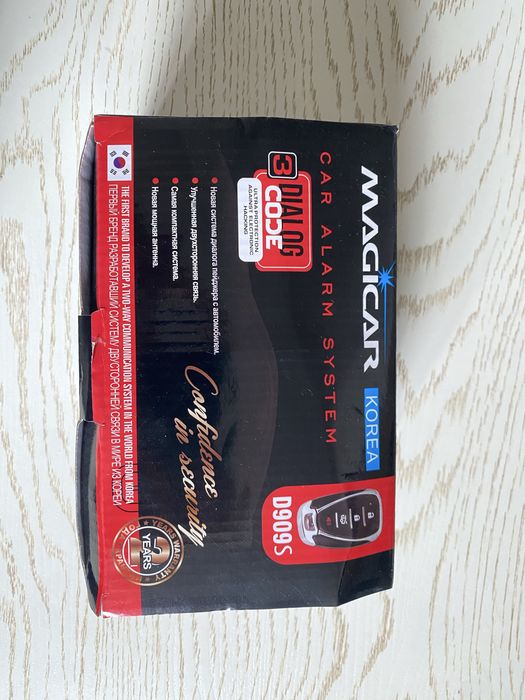 MAGICAR
KOREA
CAR ALARM SYSTEM
3 DIALOG
CODE
ULTRA PROTECTION
AGAINST ELECTRONIC
HACKING
• Новая система диалога пейджера с автомобилем.
• Улучшенная двухсторонняя связь.
• Самая компактная система.
• Новая мощная антенна.
Confidence
in security
D909S
THE FIRST BRAND TO DEVELOP A TWO-WAY COMMUNICATION SYSTEM IN THE WORLD FROM KOREA
ПЕРВЫЙ БРЕНД РАЗРАБОТАВШИЙ СИСТЕМУ ДВУСТОРОННЕЙ СВЯЗИ В МИРЕ ИЗ КОРЕИ
YEARS WARRANTY
YEARS